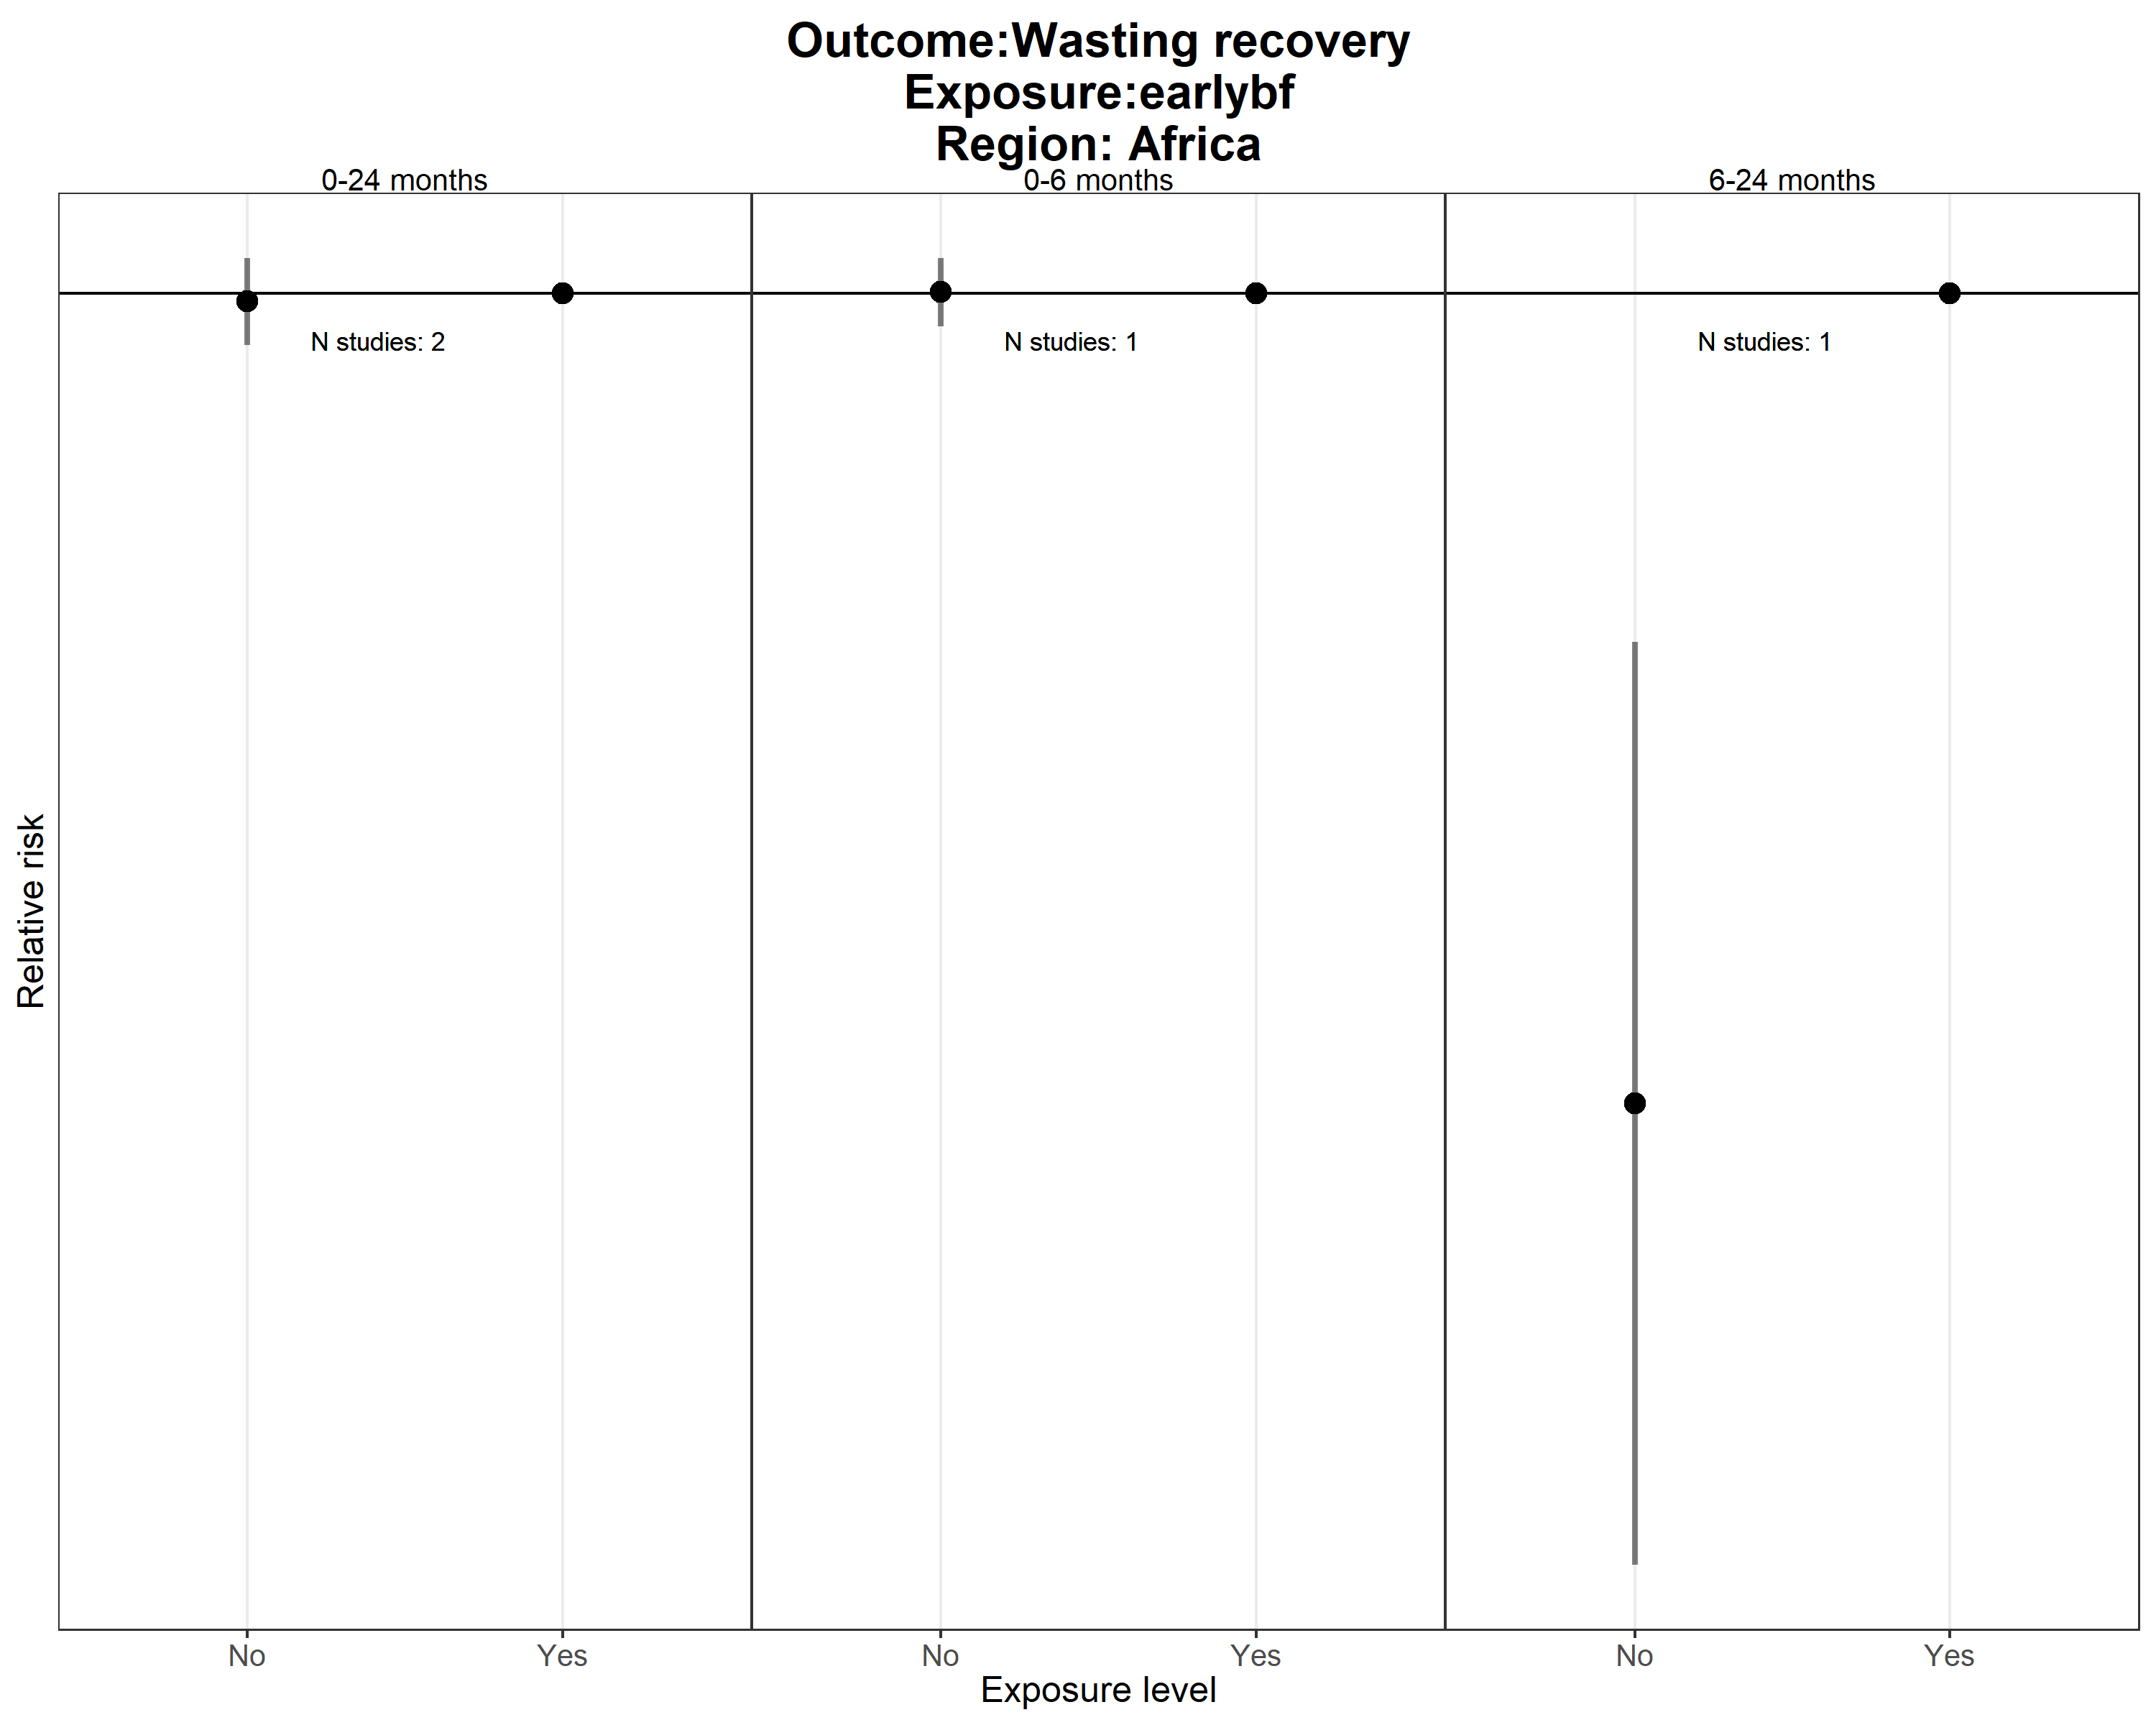 Outcome:Wasting recovery
Exposure:earlybf
Region: Africa
0-24 months
0-6 months
6-24 months
N studies: 2
N studies: 1
N studies: 1
Relative risk
No
Yes
No
Yes
No
Yes
Exposure level